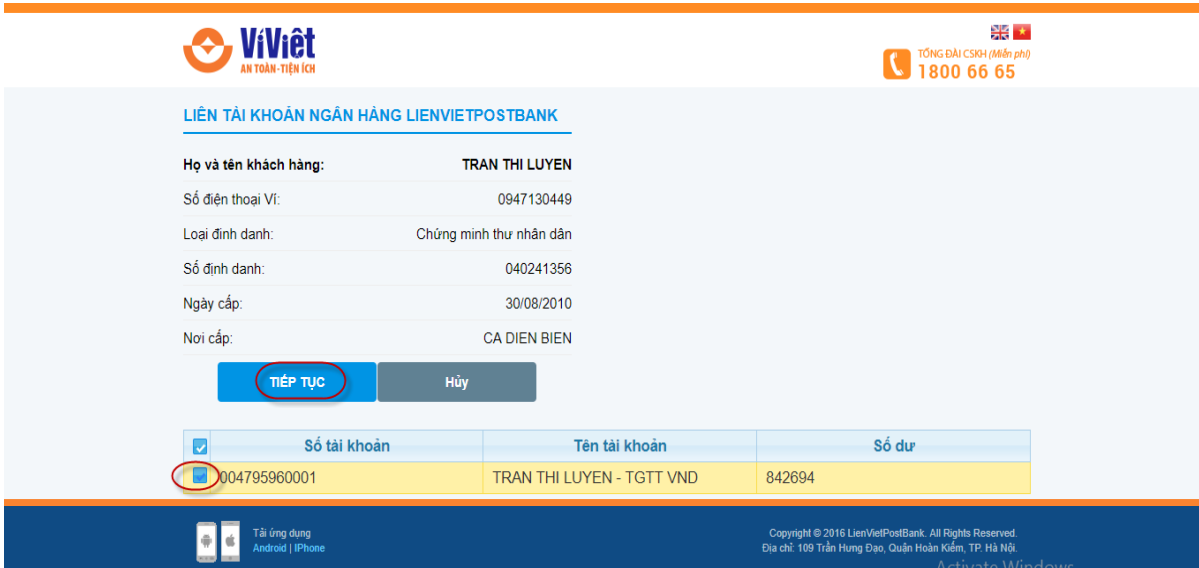 VíViệt
AN TOÀN-TIỆN ÍCH
TỔNG ĐÀI CSKH (Miễn phí)
1800 66 65
LIÊN TÀI KHOẢN NGÂN HÀNG LIENVIETPOSTBANK
Họ và tên khách hàng: TRAN THI LUYEN
Số điện thoại Ví: 0947130449
Loại đinh danh: Chứng minh thư nhân dân
Số định danh: 040241356
Ngày cấp: 30/08/2010
Nơi cấp: CA DIEN BIEN
TIẾP TỤC Hủy
Số tài khoản Tên tài khoản Số dư
004795960001 TRAN THI LUYEN - TGTT VND 842694
Tải ứng dụng
Android | IPhone
Copyright © 2016 LienVietPostBank. All Rights Reserved.
Địa chỉ: 109 Trần Hưng Đạo, Quận Hoàn Kiếm, TP. Hà Nội.
Activate Windows